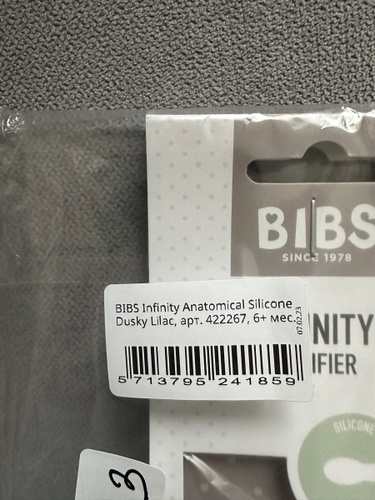 BIBS
SINCE 1978
BIBS Infinity Anatomical Silicone
Dusky Lilac, арт. 422267, 6+ мес.
07.02.23
5 713795 241859
NITY
IFIER
SILICONE
3